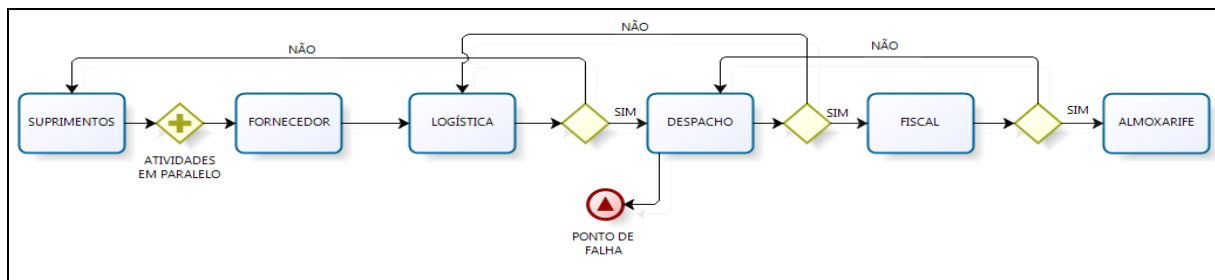 NÃO
NÃO
NÃO
SUPRIMENTOS
ATIVIDADES
EM PARALELO
FORNECEDOR
LOGÍSTICA
SIM
DESPACHO
SIM
FISCAL
SIM
ALMOXARIFE
PONTO DE
FALHA